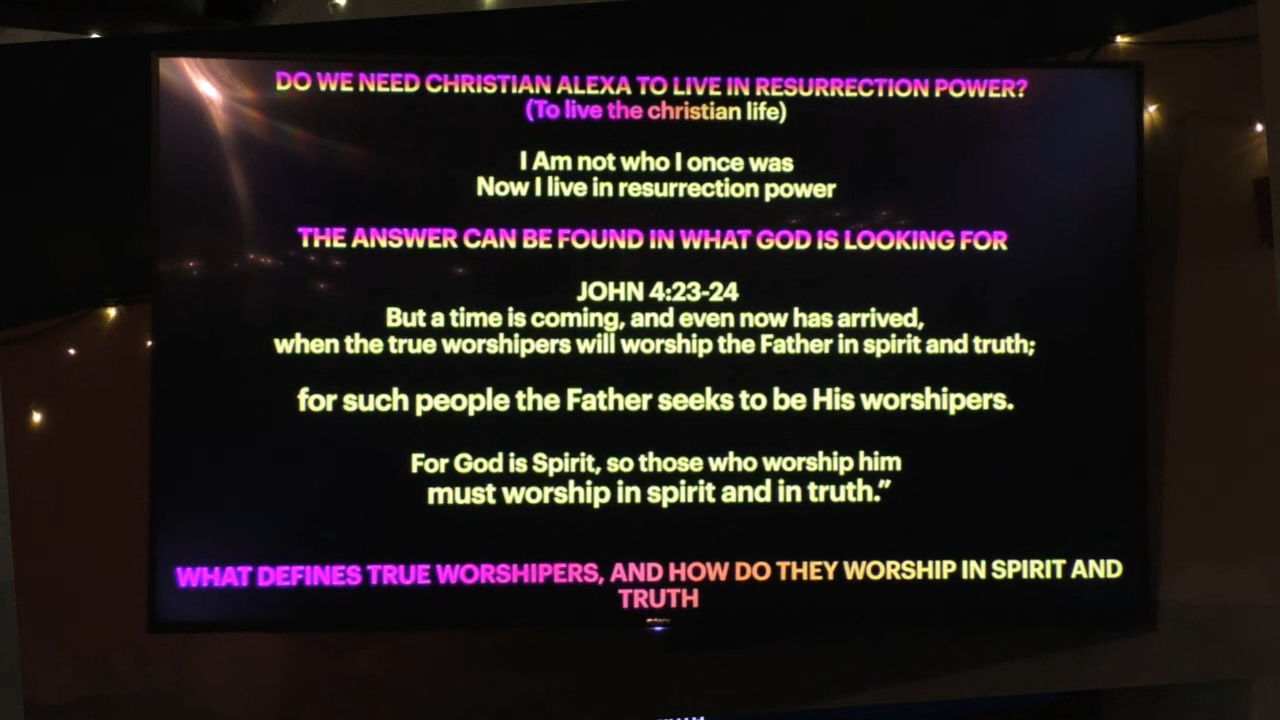 DO WE NEED CHRISTIAN ALEXA TO LIVE IN RESURRECTION POWER?
(To live the christian life)
I Am not who I once was
Now I live in resurrection power
THE ANSWER CAN BE FOUND IN WHAT GOD IS LOOKING FOR
JOHN 4:23-24
But a time is coming, and even now has arrived,
when the true worshipers will worship the Father in spirit and truth;
for such people the Father seeks to be His worshipers.
For God is Spirit, so those who worship him
must worship in spirit and in truth.”
WHAT DEFINES TRUE WORSHIPERS, AND HOW DO THEY WORSHIP IN SPIRIT AND
TRUTH